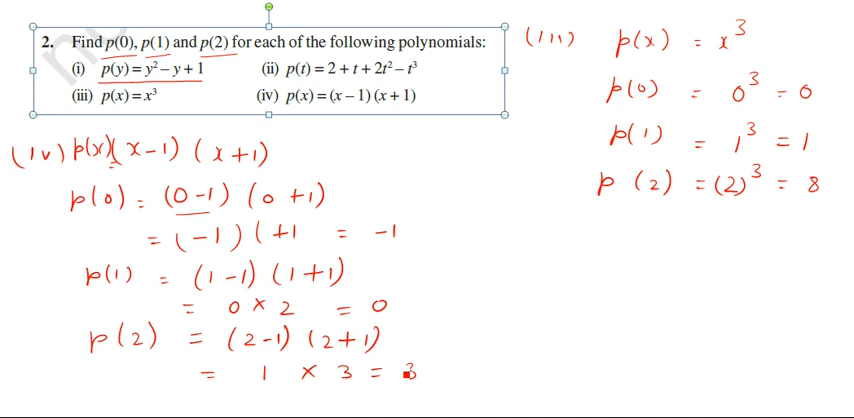 2. Find p(0), p(1) and p(2) for each of the following polynomials:
(i) p(y) = y² – y + 1 (ii) p(t) = 2 + t + 2t² – t³
(iii) p(x) = x³ (iv) p(x) = (x – 1) (x + 1)
(iv) p(x) = (x – 1) (x + 1)
p(0) = (0 – 1) (0 + 1)
= (–1) (+1 = –1
p(1) = (1 – 1) (1 + 1)
= 0 × 2 = 0
p(2) = (2 – 1) (2 + 1)
= 1 × 3 = 3
(iii) p(x) = x³
p(0) = 0³ = 0
p(1) = 1³ = 1
p(2) = (2)³ = 8